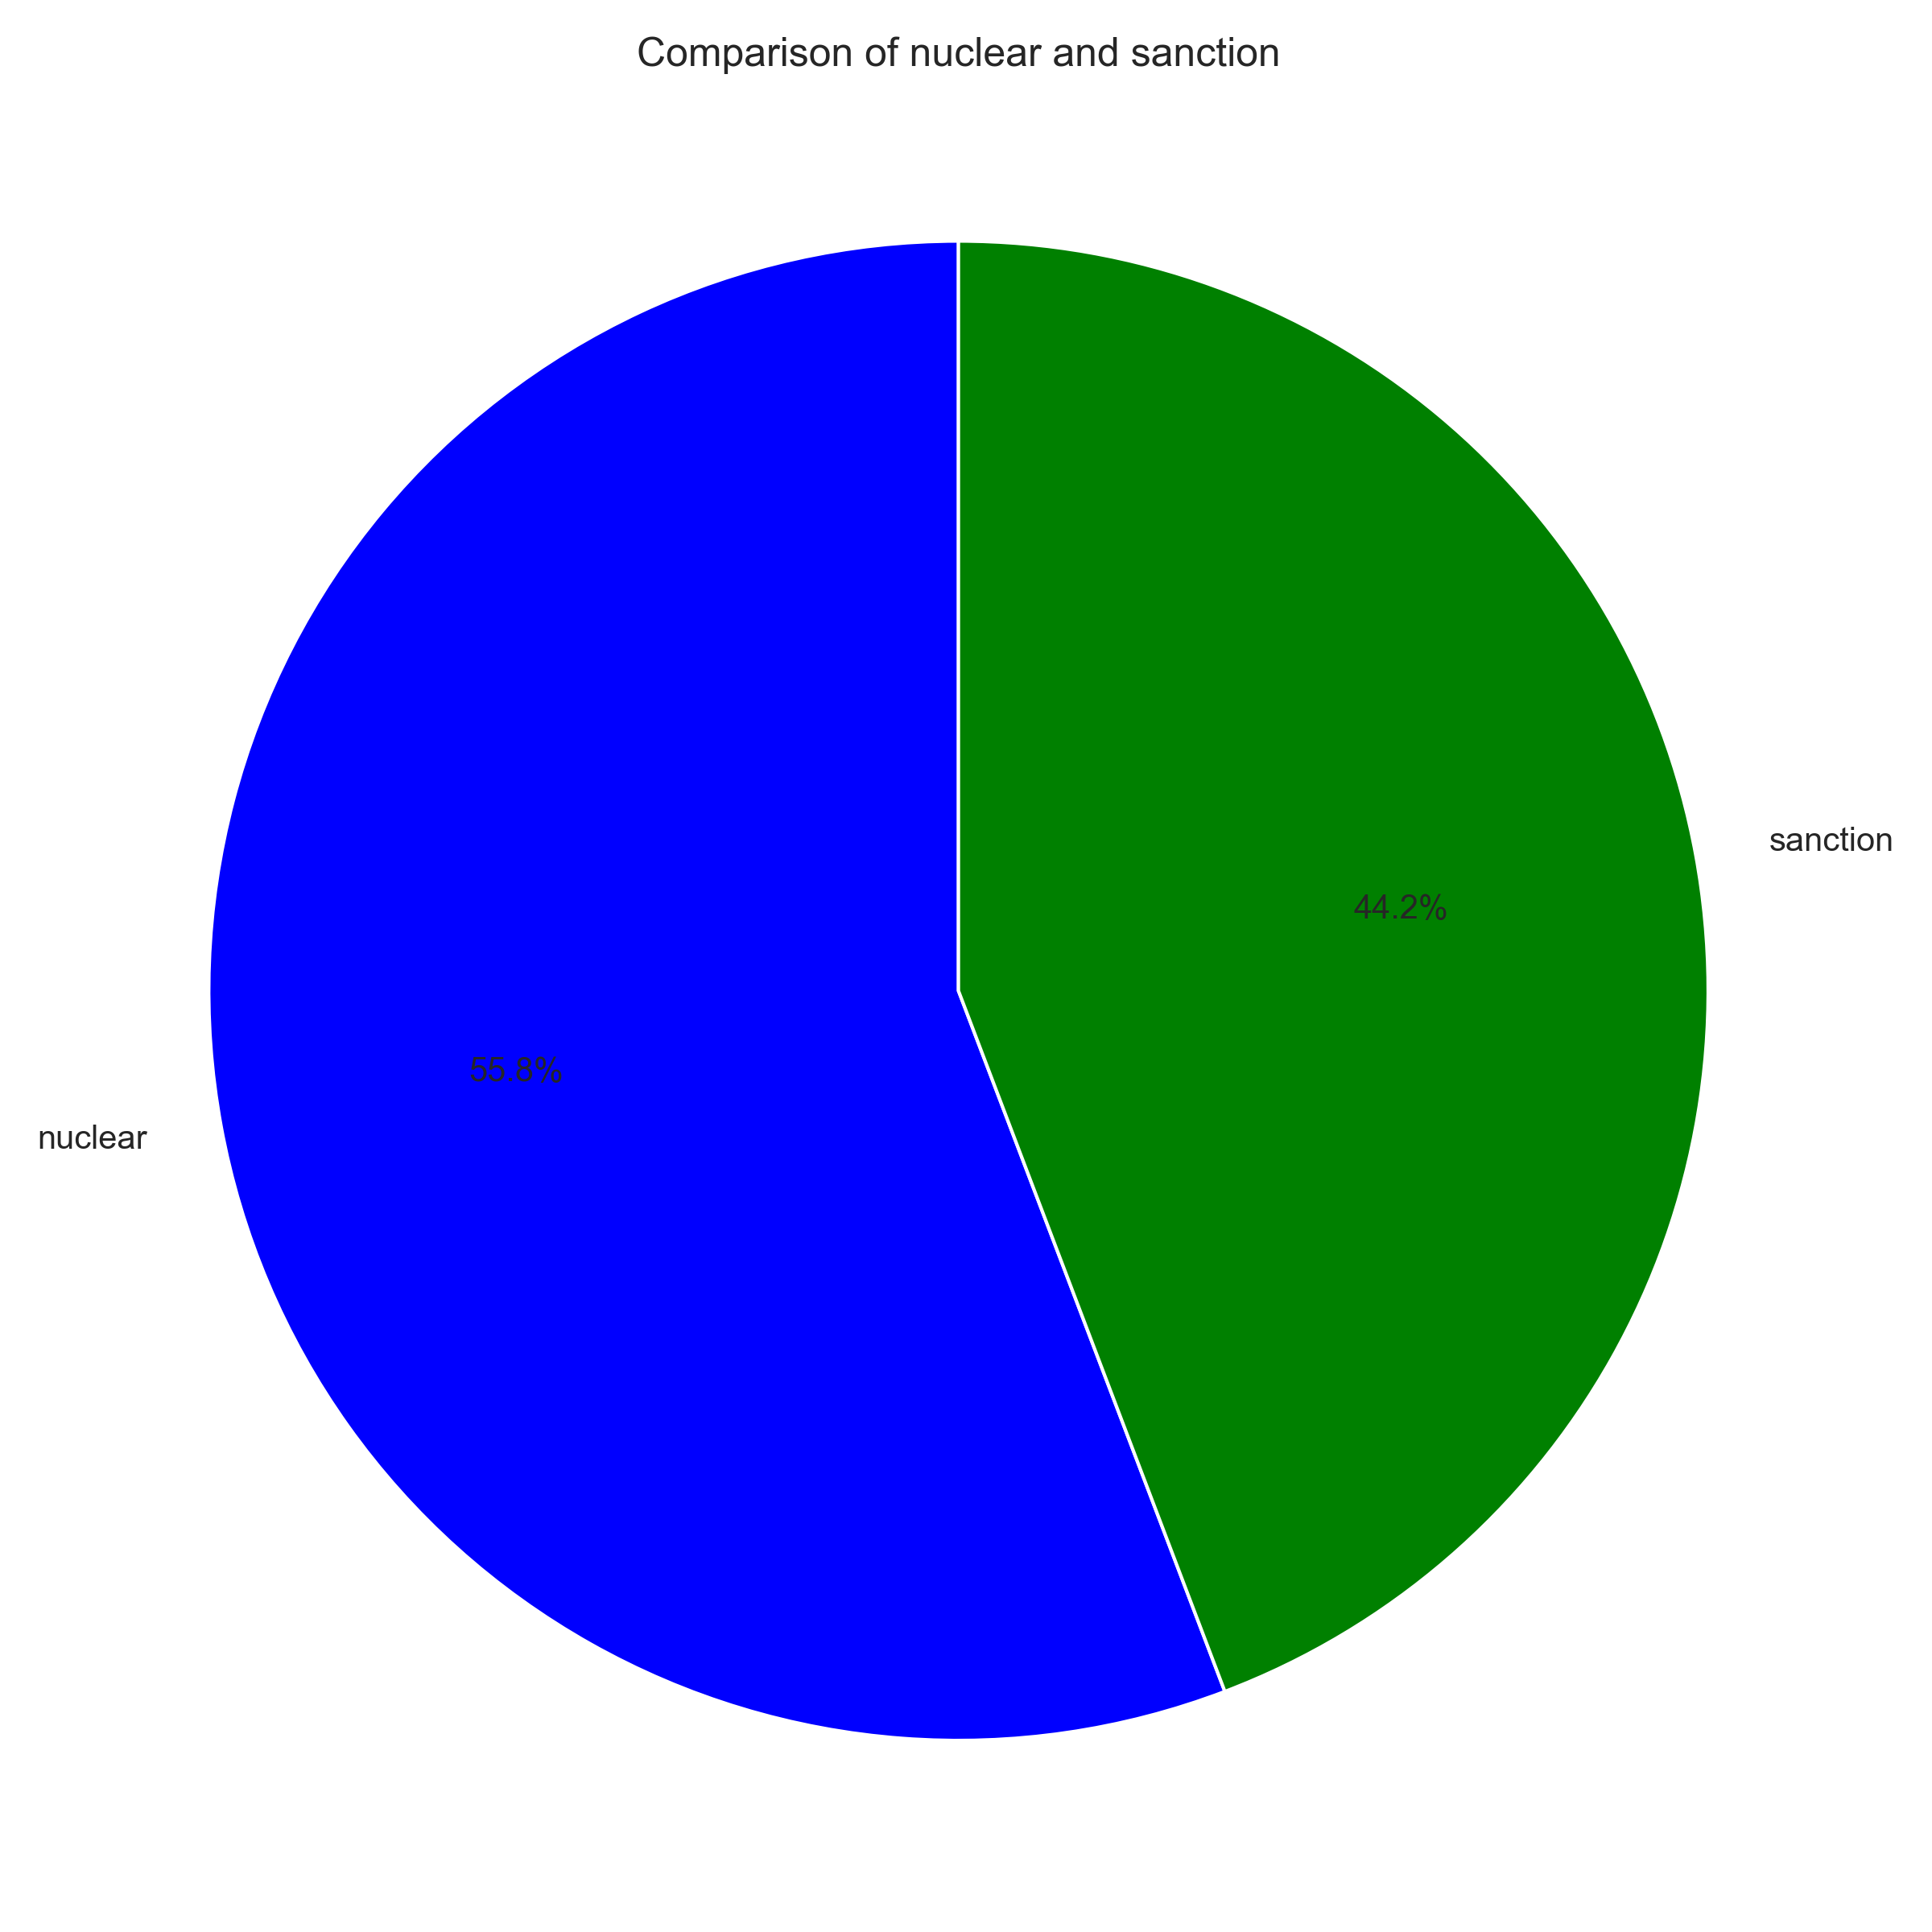 Comparison of nuclear and sanction
sanction
44.2%
55.8%
nuclear